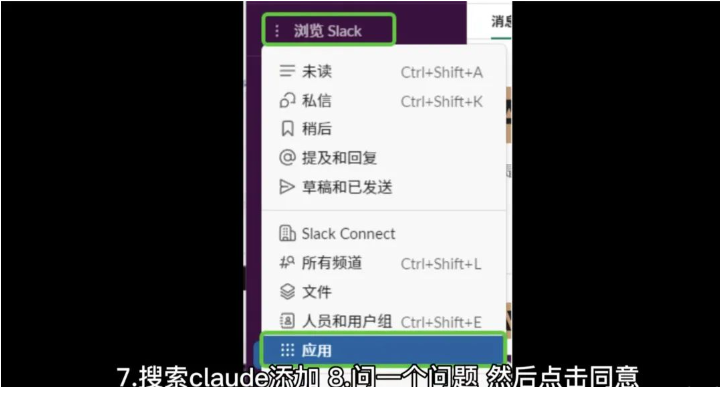 浏览 Slack
消息
未读 Ctrl+Shift+A
私信 Ctrl+Shift+K
稍后
提及和回复
草稿和已发送
Slack Connect
所有频道 Ctrl+Shift+L
文件
人员和用户组 Ctrl+Shift+E
应用
7.搜索claude添加 8.问一个问题 然后点击同意